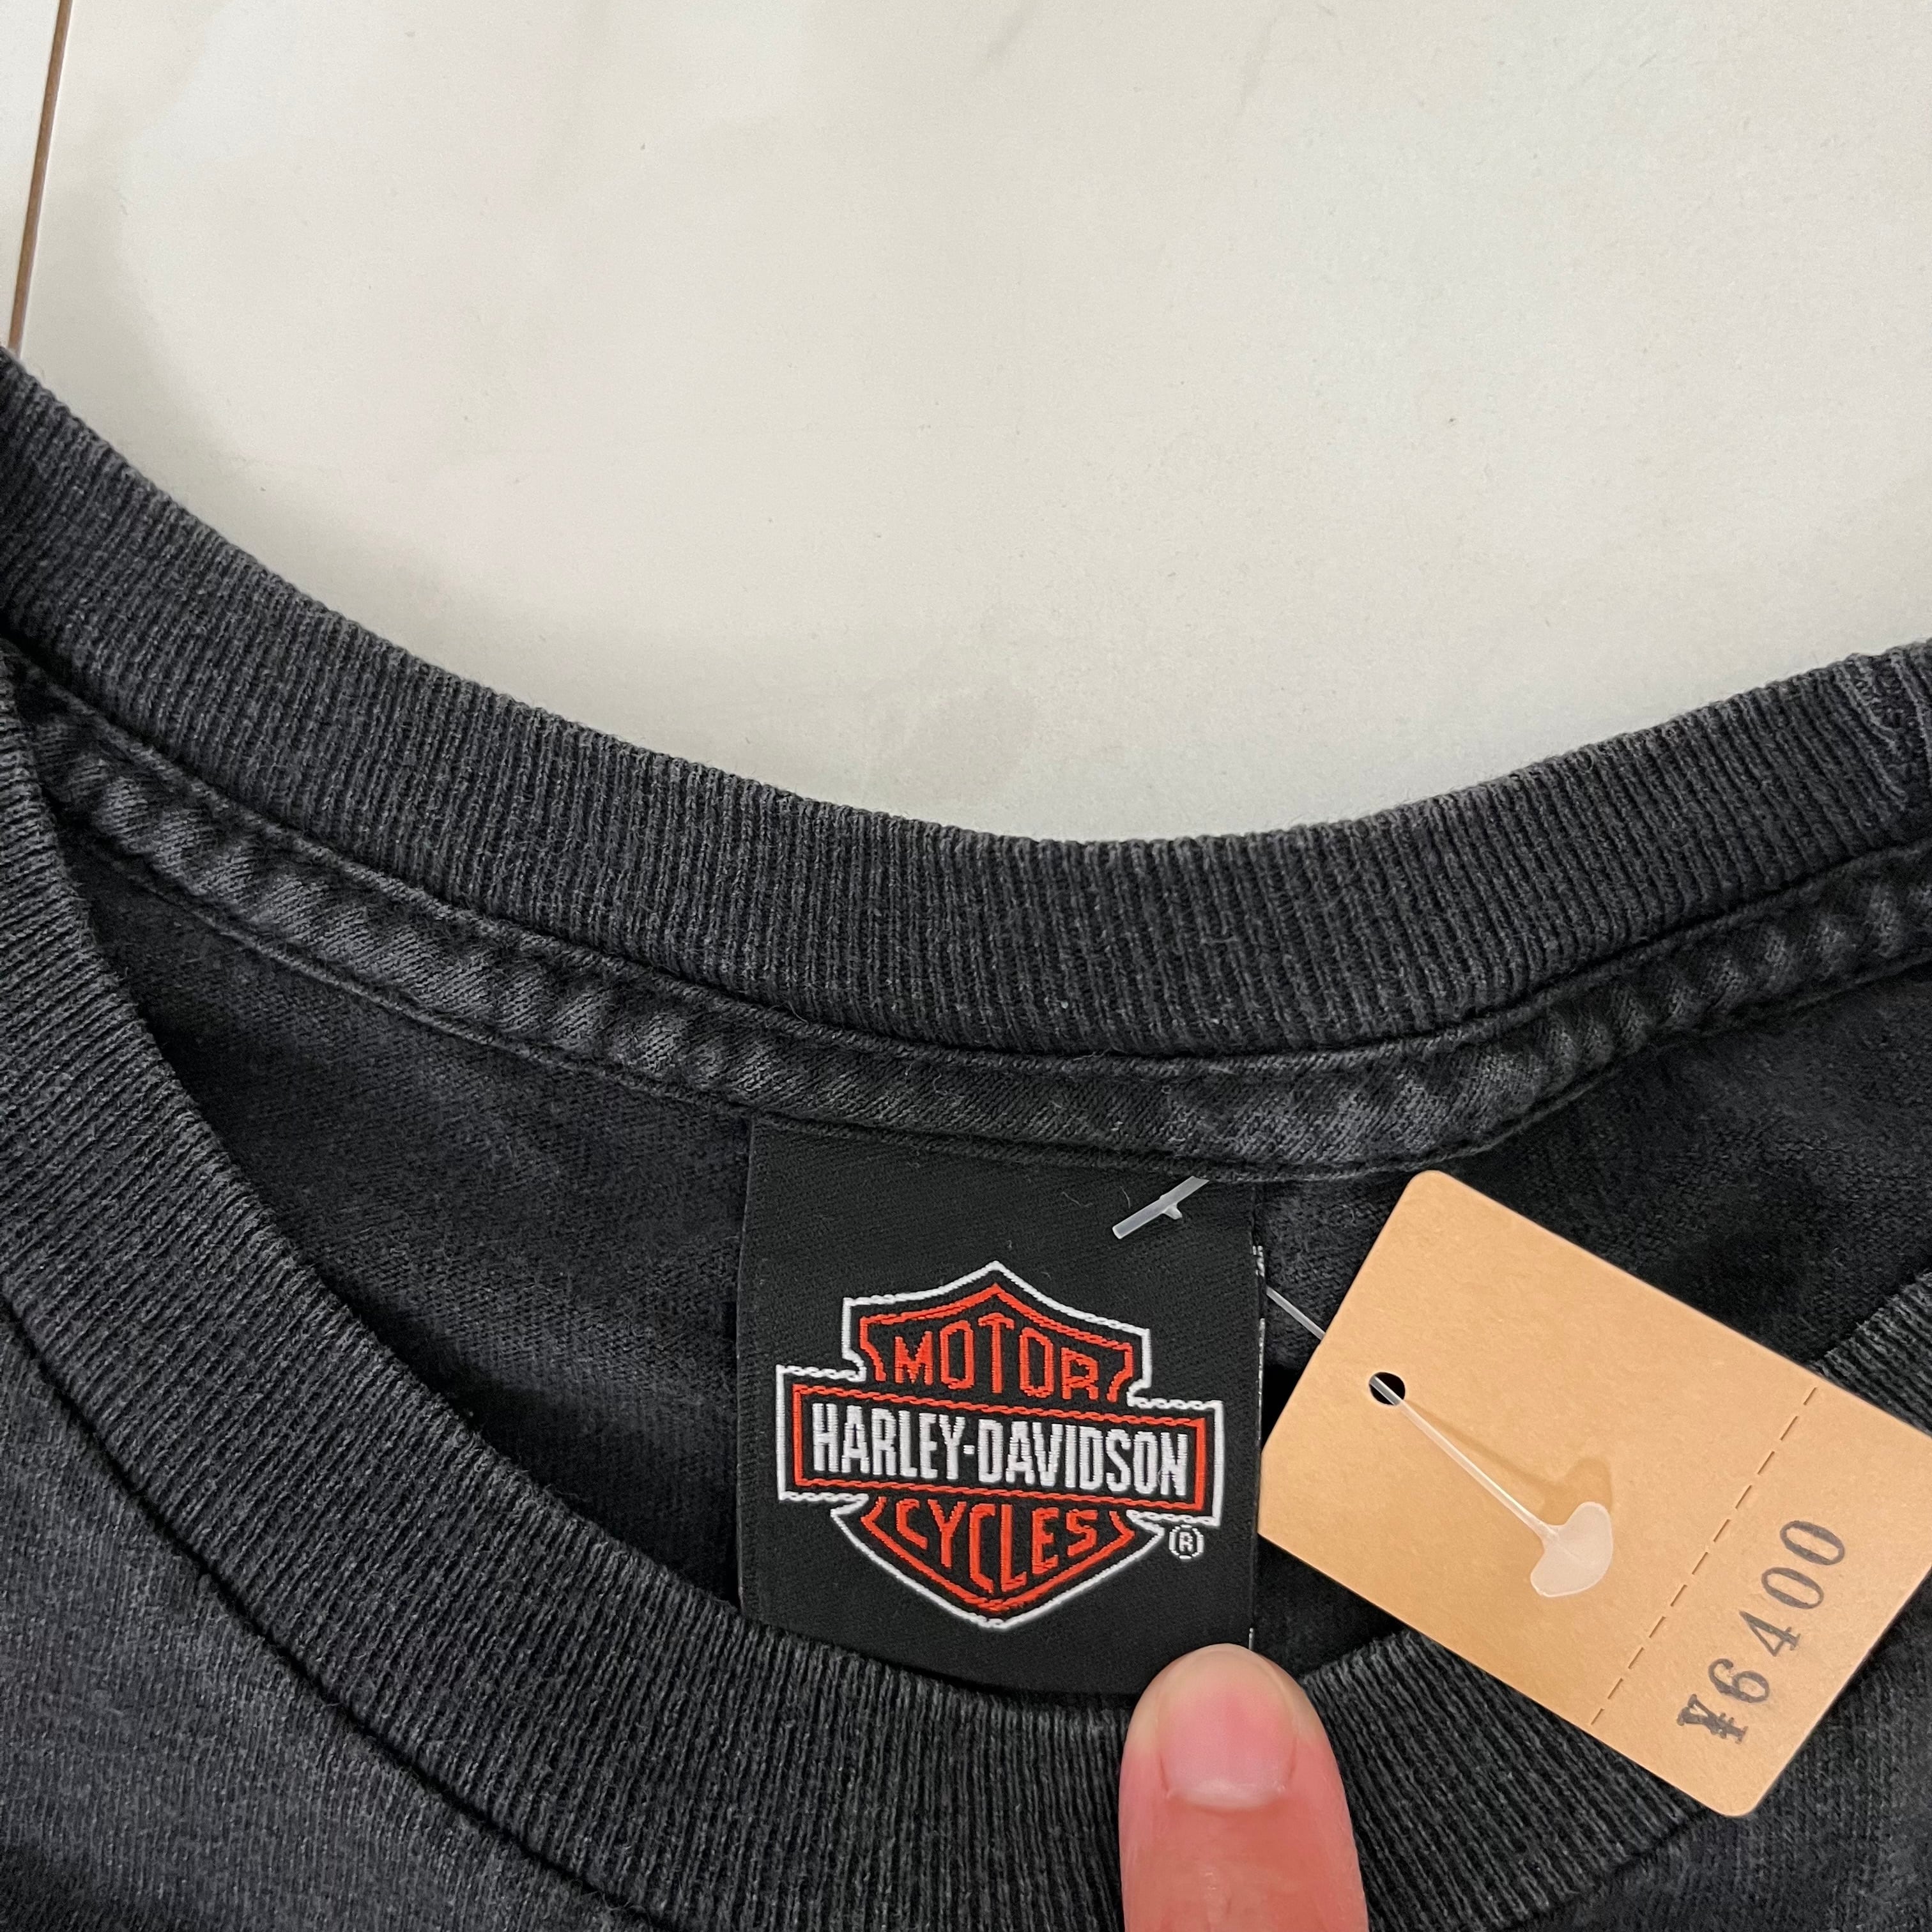 MOTOR
HARLEY-DAVIDSON
CYCLES
®
¥6400